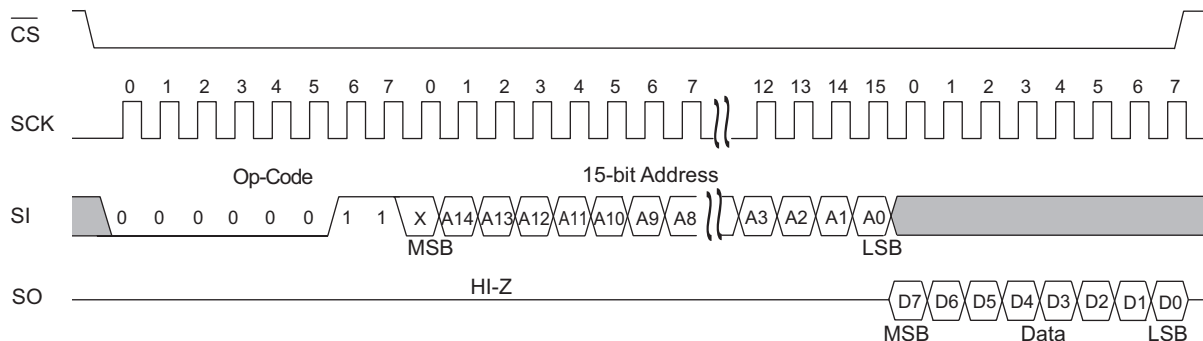 CS
0 1 2 3 4 5 6 7 0 1 2 3 4 5 6 7 12 13 14 15 0 1 2 3 4 5 6 7
SCK
Op-Code 15-bit Address
SI 0 0 0 0 0 0 1 1 X A14 A13 A12 A11 A10 A9 A8 A3 A2 A1 A0
MSB LSB
HI-Z
SO D7 D6 D5 D4 D3 D2 D1 D0
MSB Data LSB